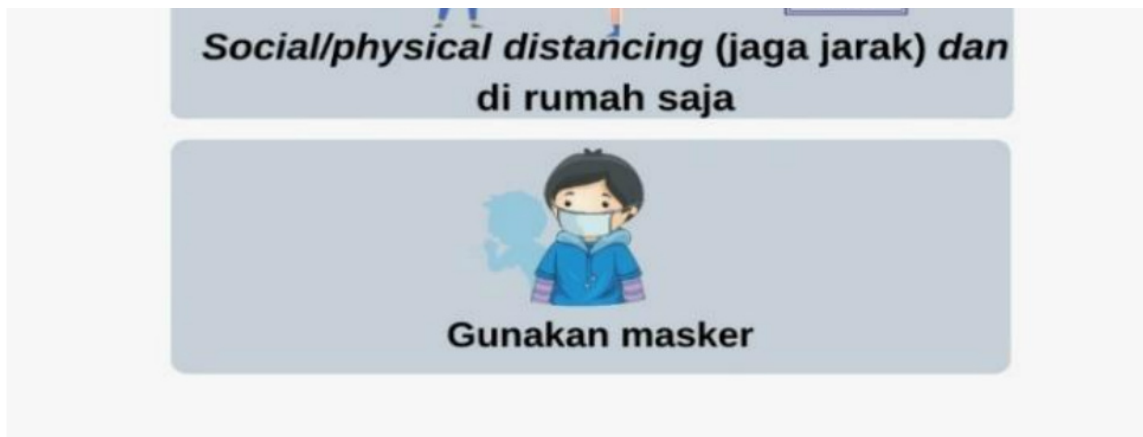 Social/physical distancing (jaga jarak) dan
di rumah saja
Gunakan masker